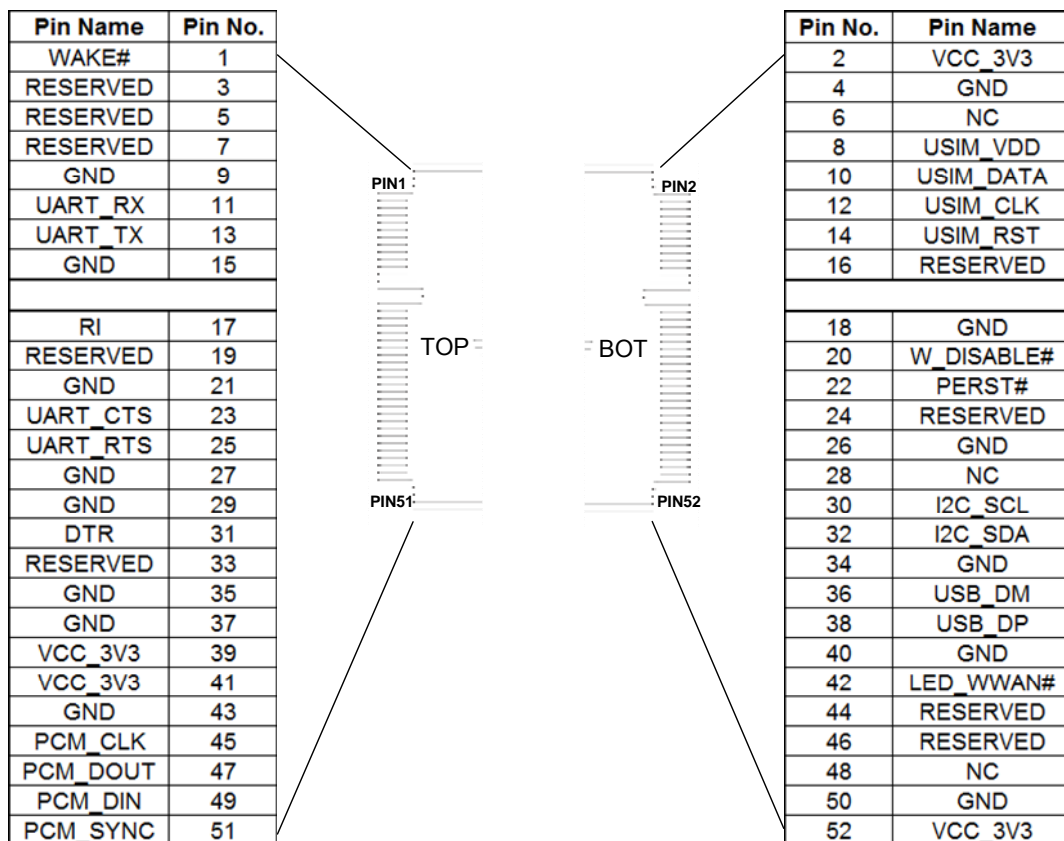 Pin Name Pin No.
WAKE# 1
RESERVED 3
RESERVED 5
RESERVED 7
GND 9
UART_RX 11
UART_TX 13
GND 15
RI 17
RESERVED 19
GND 21
UART_CTS 23
UART_RTS 25
GND 27
GND 29
DTR 31
RESERVED 33
GND 35
GND 37
VCC_3V3 39
VCC_3V3 41
GND 43
PCM_CLK 45
PCM_DOUT 47
PCM_DIN 49
PCM_SYNC 51
PIN1
TOP
PIN51
PIN2
BOT
PIN52
Pin No. Pin Name
2 VCC_3V3
4 GND
6 NC
8 USIM_VDD
10 USIM_DATA
12 USIM_CLK
14 USIM_RST
16 RESERVED
18 GND
20 W_DISABLE#
22 PERST#
24 RESERVED
26 GND
28 NC
30 I2C_SCL
32 I2C_SDA
34 GND
36 USB_DM
38 USB_DP
40 GND
42 LED_WWAN#
44 RESERVED
46 RESERVED
48 NC
50 GND
52 VCC_3V3